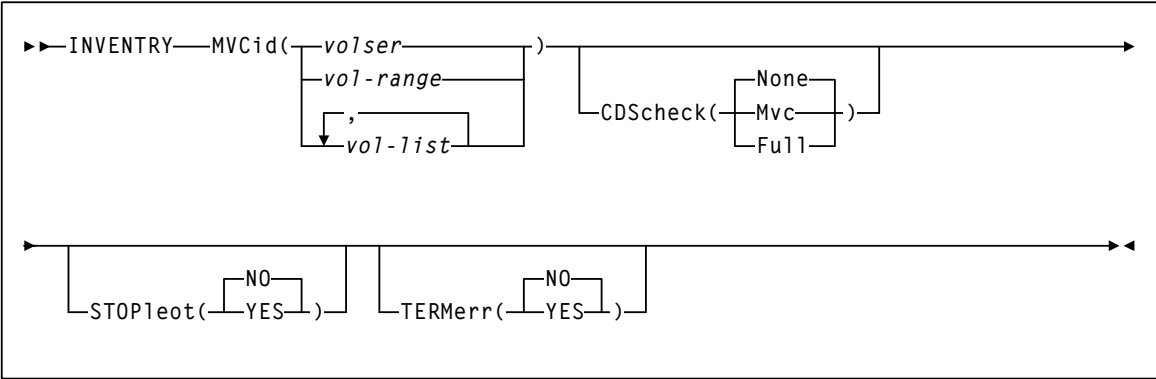 INVENTRY MVCid( volser )
vol-range
,
vol-list
None
CDScheck( Mvc )
Full
NO
STOPleot( YES )
NO
TERMerr( YES )